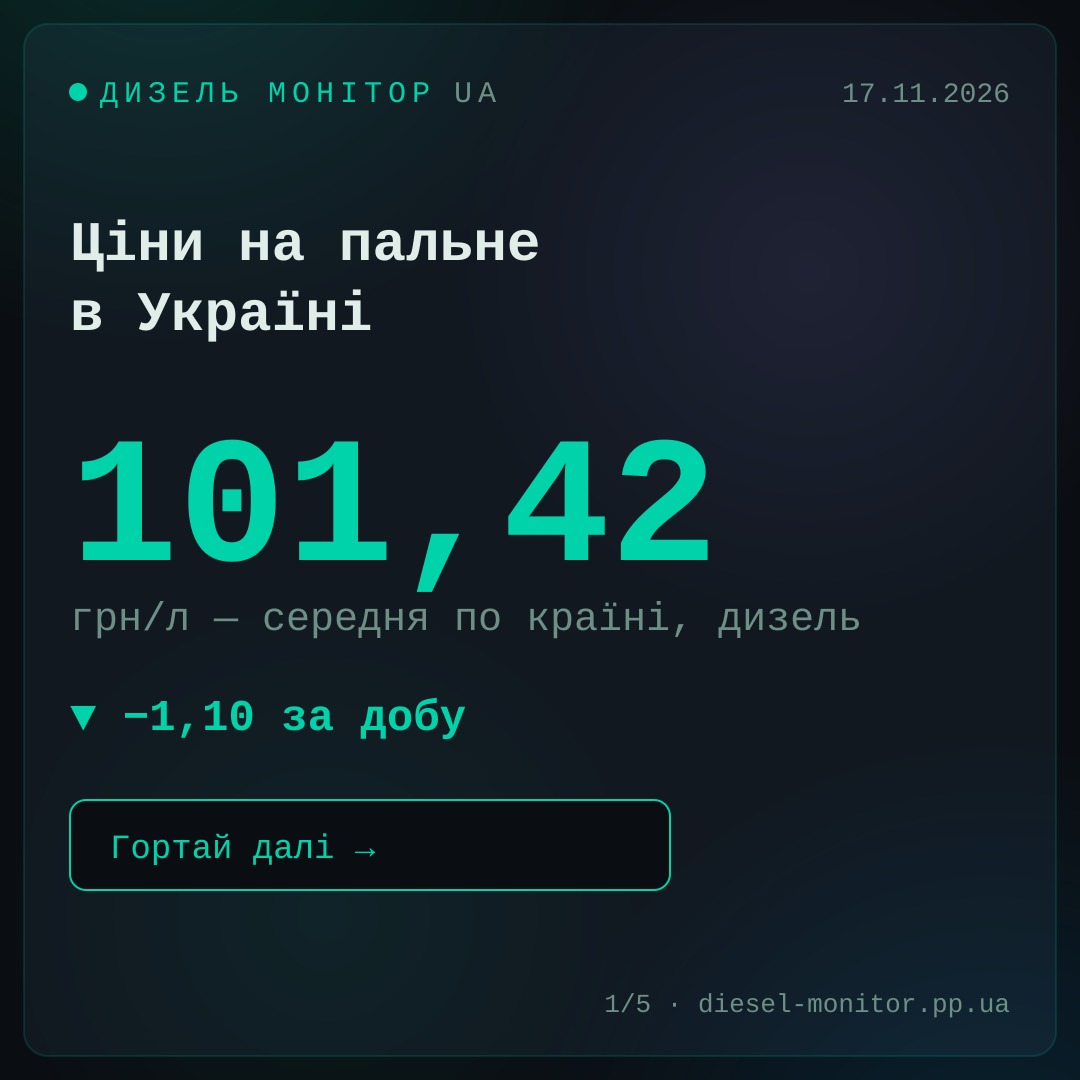 ДИЗЕЛЬ МОНІТОР UA
17.11.2026
Ціни на пальне
в Україні
101,42
грн/л — середня по країні, дизель
▼ −1,10 за добу
Гортай далі →
1/5 · diesel-monitor.pp.ua